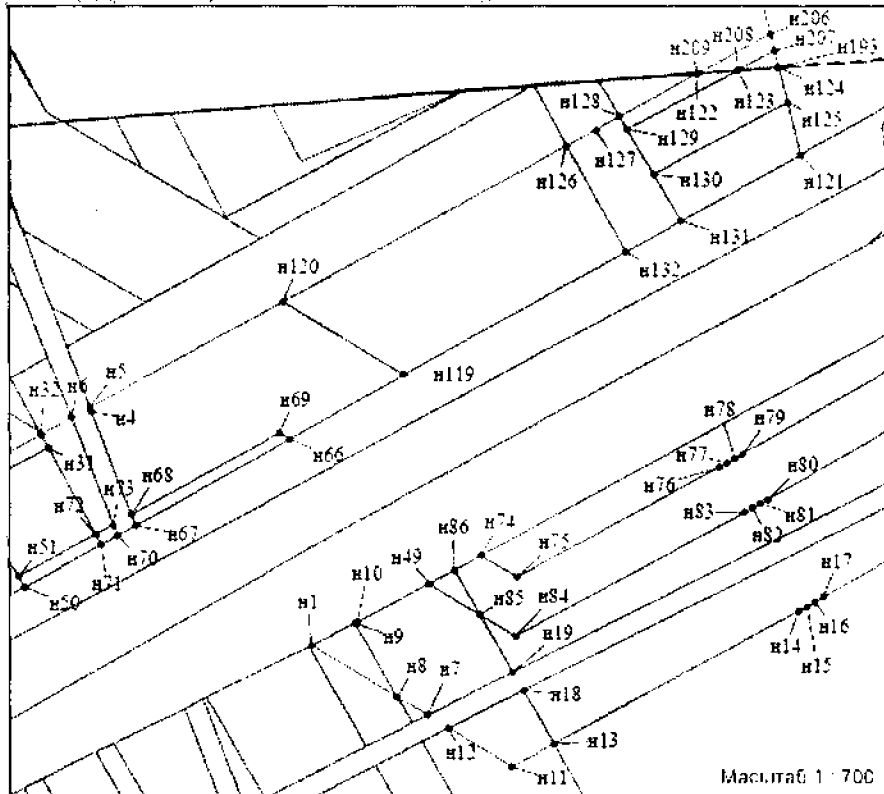 н206
н209 н208 н207
н193
н128 н124
н122 н123
н129 н125
н127
н126 н130 н121
н131
н132
н120
н5
н6
н32 н4 н119
н69 н78
н79
н31 н66 н77
н68 н76
н72 н73 н80
н67 н83 н81
н86 н74 н82
н51 н70 н49 н75
н71
н50 н10 н17
н1 н85 н84
н9 н14 н16
н8 н7 н19 н15
н18
н12 н13
н11
Масштаб 1:700